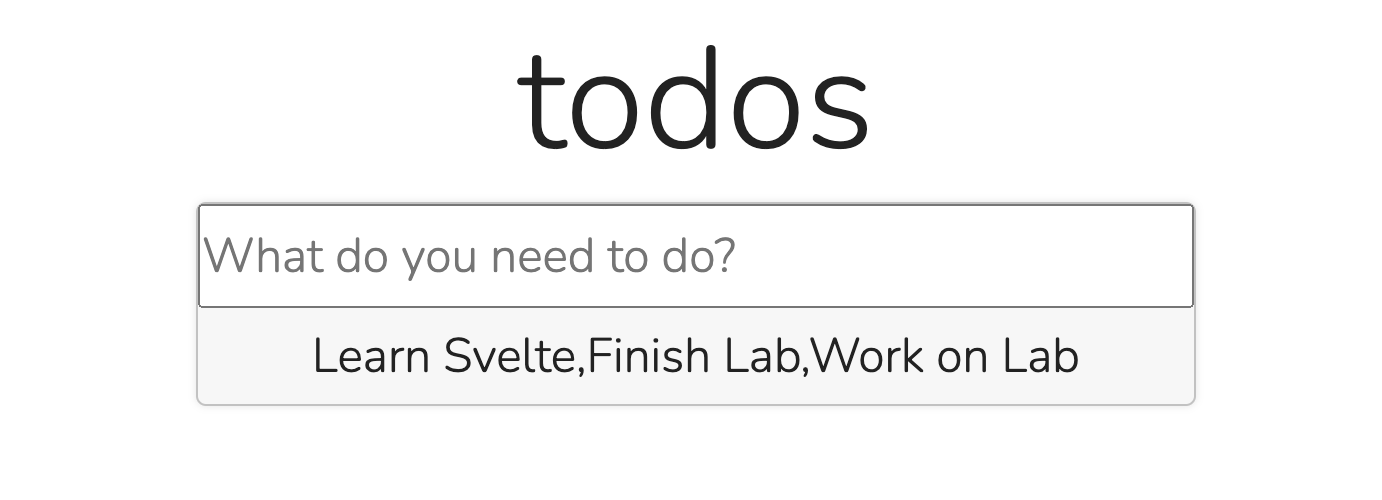 todos
What do you need to do?
Learn Svelte,Finish Lab,Work on Lab